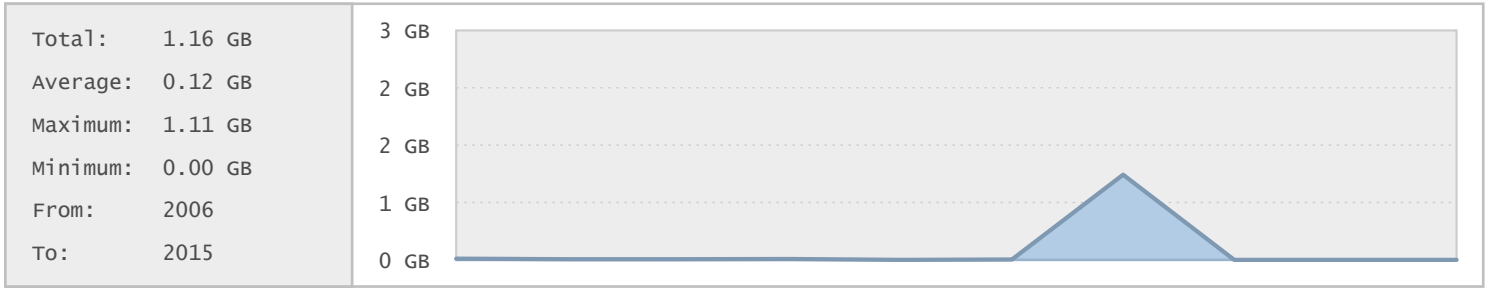 Total: 1.16 GB
Average: 0.12 GB
Maximum: 1.11 GB
Minimum: 0.00 GB
From: 2006
To: 2015
3 GB
2 GB
2 GB
1 GB
0 GB